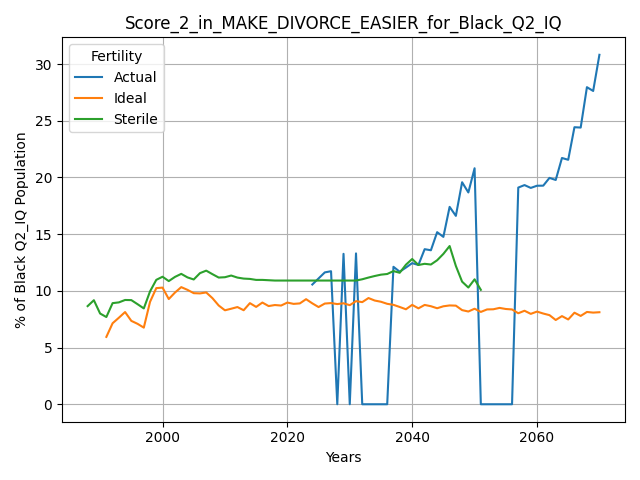 Score_2_in_MAKE_DIVORCE_EASIER_for_Black_Q2_IQ
Fertility
Actual
Ideal
Sterile
% of Black Q2_IQ Population
30
25
20
15
10
5
0
2000
2020
2040
2060
Years